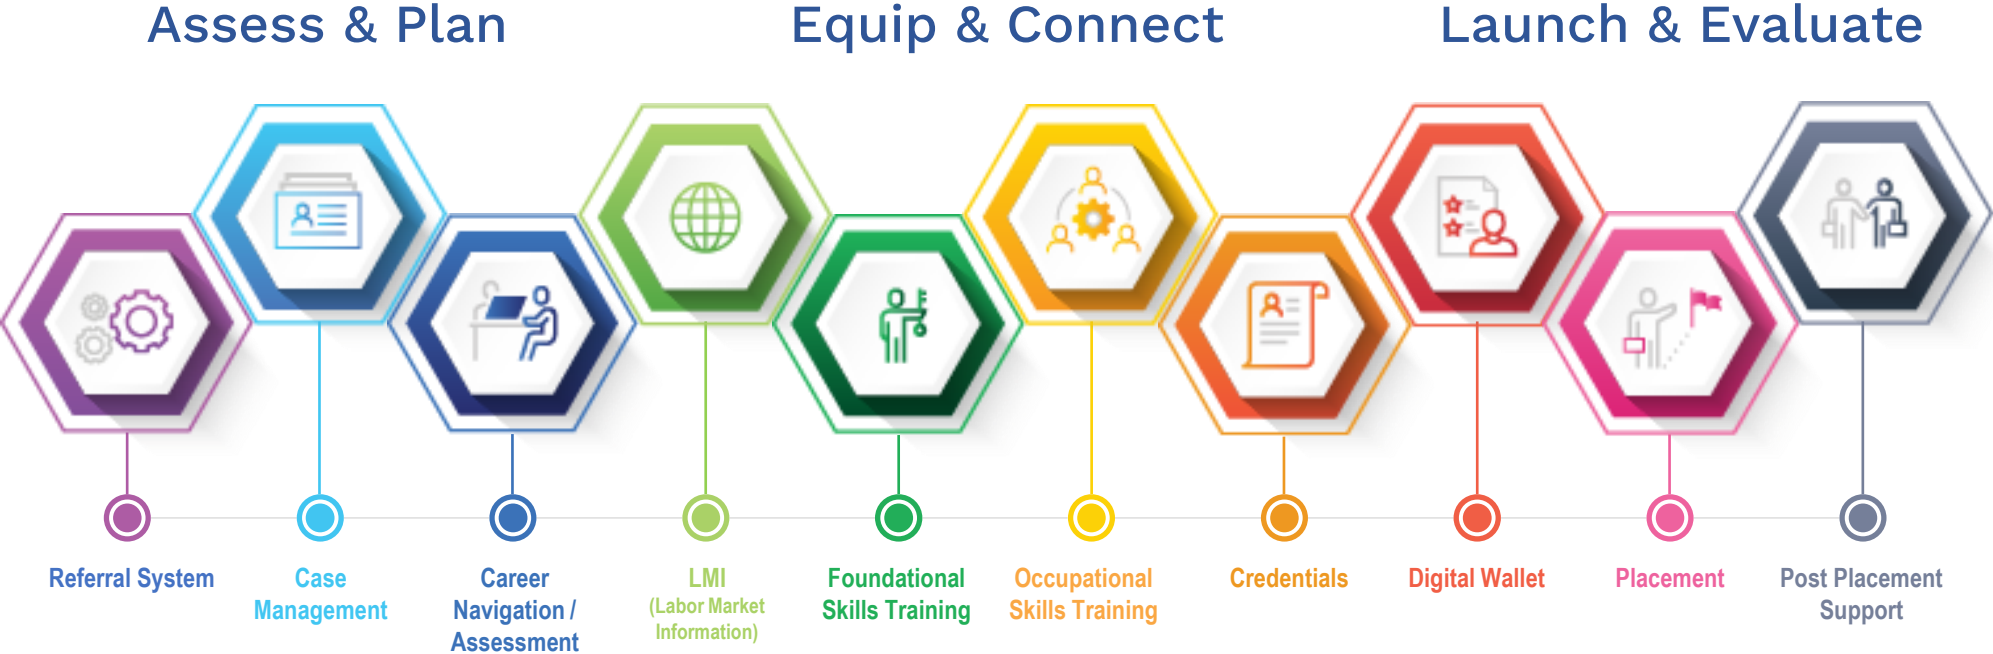 Assess & Plan
Equip & Connect
Launch & Evaluate
Referral System
Case
Management
Career
Navigation /
Assessment
LMI
(Labor Market
Information)
Foundational
Skills Training
Occupational
Skills Training
Credentials
Digital Wallet
Placement
Post Placement
Support